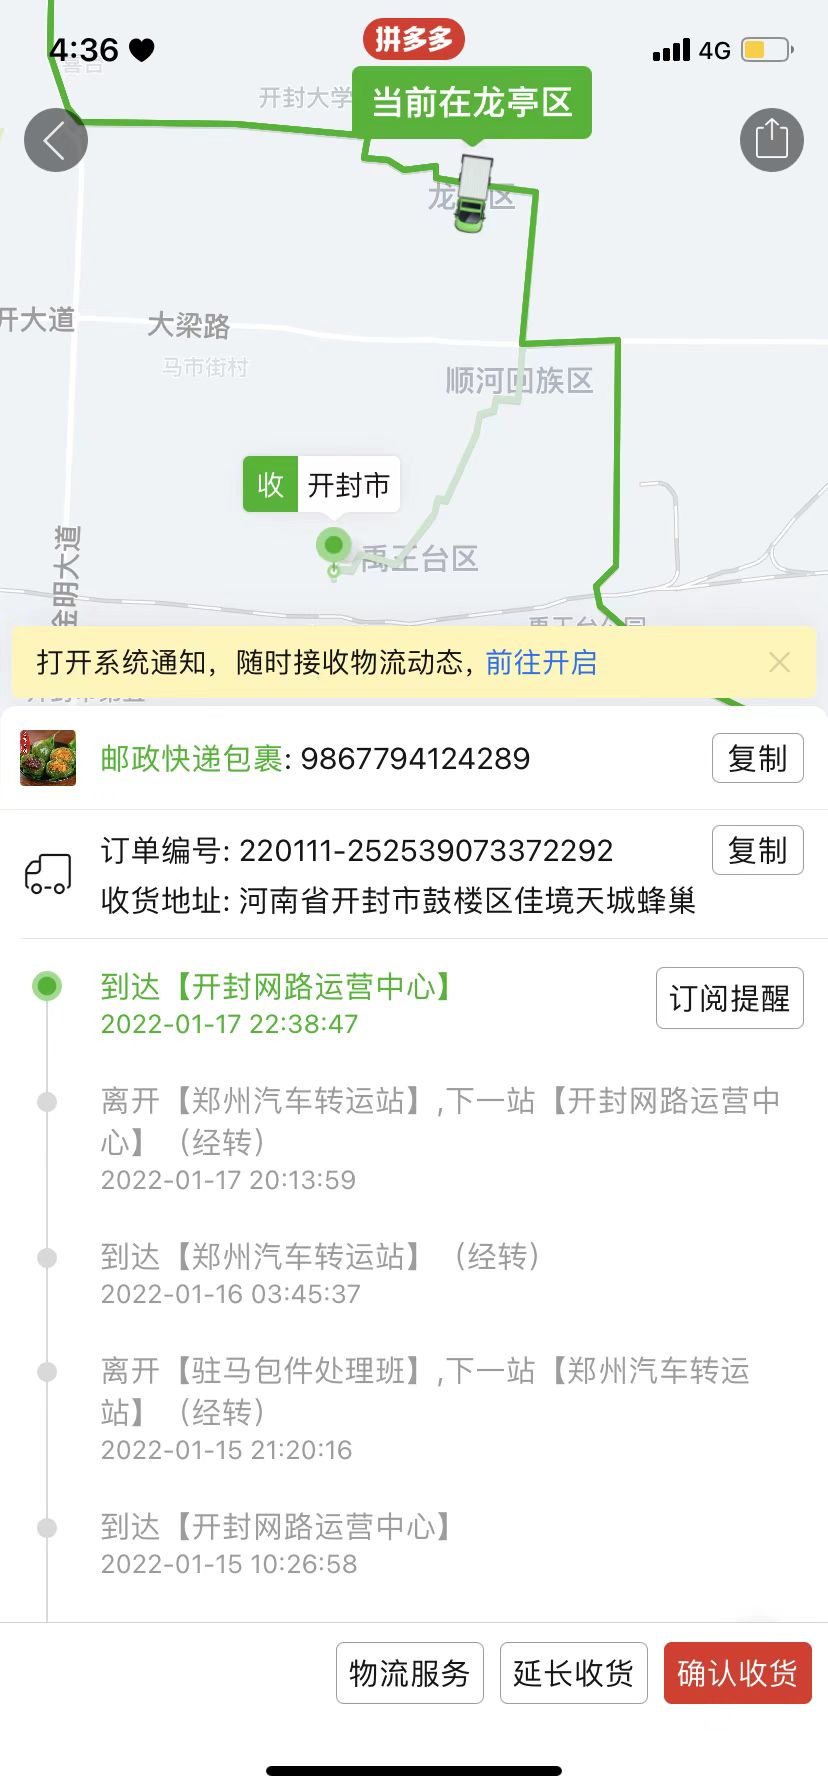 4:36
拼多多
4G
开封大学
当前在龙亭区
龙 区
开大道
大梁路
马市街村
顺河回族区
收 开封市
禹王台区
金明大道
打开系统通知，随时接收物流动态，前往开启
邮政快递包裹: 9867794124289
复制
订单编号: 220111-252539073372292
复制
收货地址: 河南省开封市鼓楼区佳境天城蜂巢
到达【开封网路运营中心】
订阅提醒
2022-01-17 22:38:47
离开【郑州汽车转运站】,下一站【开封网路运营中
心】（经转）
2022-01-17 20:13:59
到达【郑州汽车转运站】（经转）
2022-01-16 03:45:37
离开【驻马包件处理班】,下一站【郑州汽车转运
站】（经转）
2022-01-15 21:20:16
到达【开封网路运营中心】
2022-01-15 10:26:58
物流服务
延长收货
确认收货